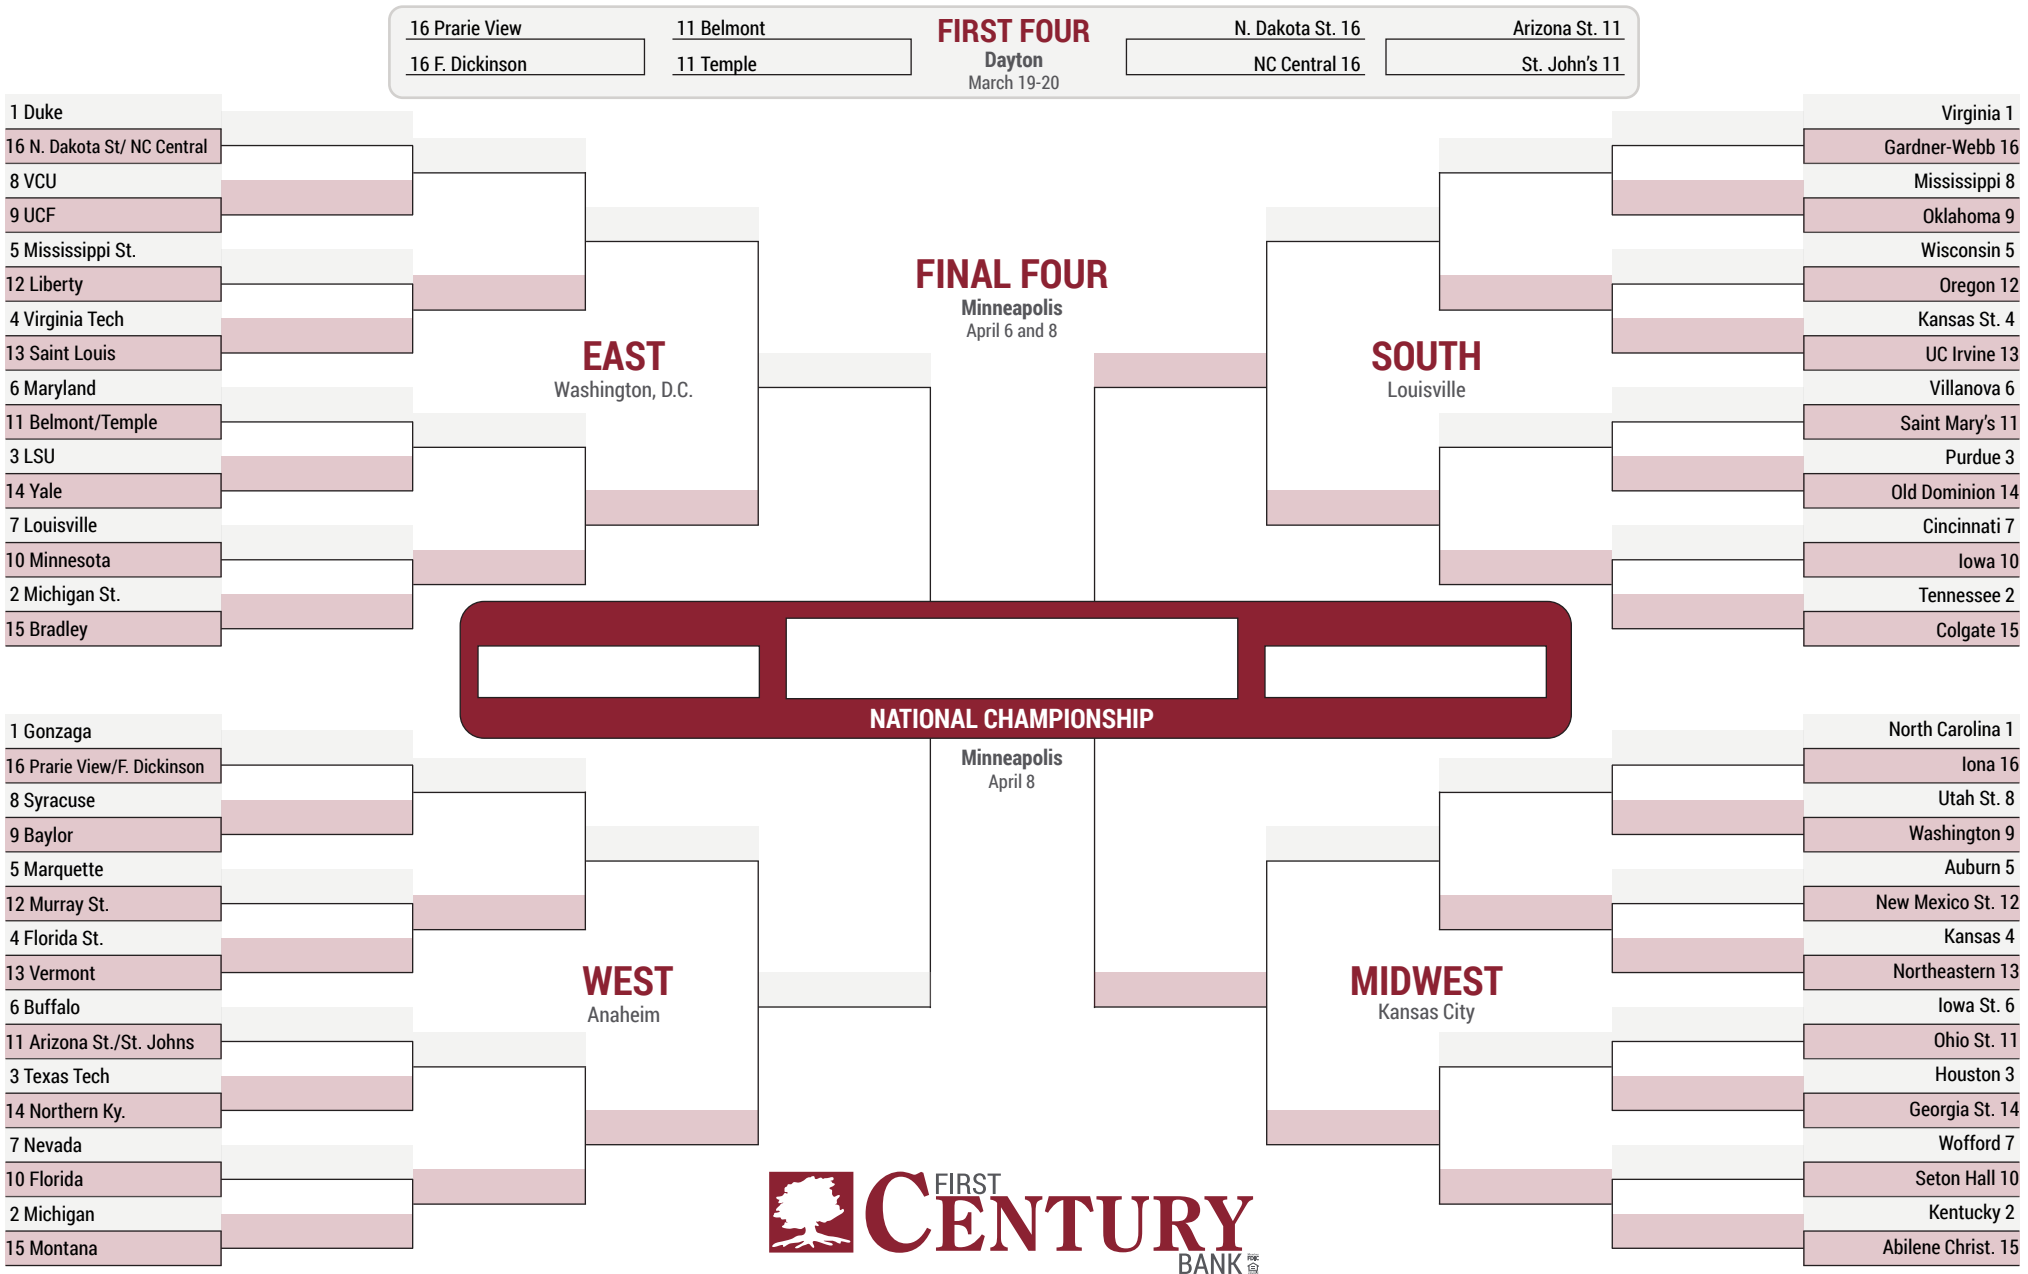 16 Prarie View
16 F. Dickinson
11 Belmont
11 Temple
FIRST FOUR
Dayton
March 19-20
N. Dakota St. 16
NC Central 16
Arizona St. 11
St. John's 11
1 Duke
16 N. Dakota St/ NC Central
8 VCU
9 UCF
5 Mississippi St.
12 Liberty
4 Virginia Tech
13 Saint Louis
6 Maryland
11 Belmont/Temple
3 LSU
14 Yale
7 Louisville
10 Minnesota
2 Michigan St.
15 Bradley
EAST
Washington, D.C.
FINAL FOUR
Minneapolis
April 6 and 8
SOUTH
Louisville
Virginia 1
Gardner-Webb 16
Mississippi 8
Oklahoma 9
Wisconsin 5
Oregon 12
Kansas St. 4
UC Irvine 13
Villanova 6
Saint Mary's 11
Purdue 3
Old Dominion 14
Cincinnati 7
Iowa 10
Tennessee 2
Colgate 15
NATIONAL CHAMPIONSHIP
Minneapolis
April 8
1 Gonzaga
16 Prarie View/F. Dickinson
8 Syracuse
9 Baylor
5 Marquette
12 Murray St.
4 Florida St.
13 Vermont
6 Buffalo
11 Arizona St./St. Johns
3 Texas Tech
14 Northern Ky.
7 Nevada
10 Florida
2 Michigan
15 Montana
WEST
Anaheim
MIDWEST
Kansas City
North Carolina 1
Iona 16
Utah St. 8
Washington 9
Auburn 5
New Mexico St. 12
Kansas 4
Northeastern 13
Iowa St. 6
Ohio St. 11
Houston 3
Georgia St. 14
Wofford 7
Seton Hall 10
Kentucky 2
Abilene Christ. 15
FIRST
CENTURY
BANK